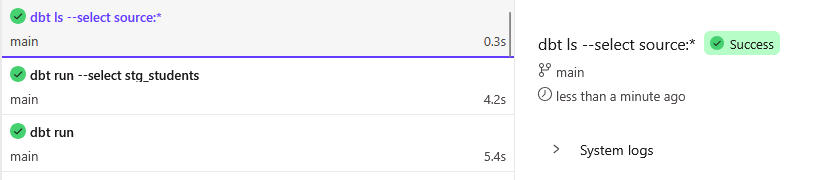 dbt ls --select source:*
main 0.3s
dbt run --select stg_students
main 4.2s
dbt run
main 5.4s
dbt ls --select source:* Success
main
less than a minute ago
System logs